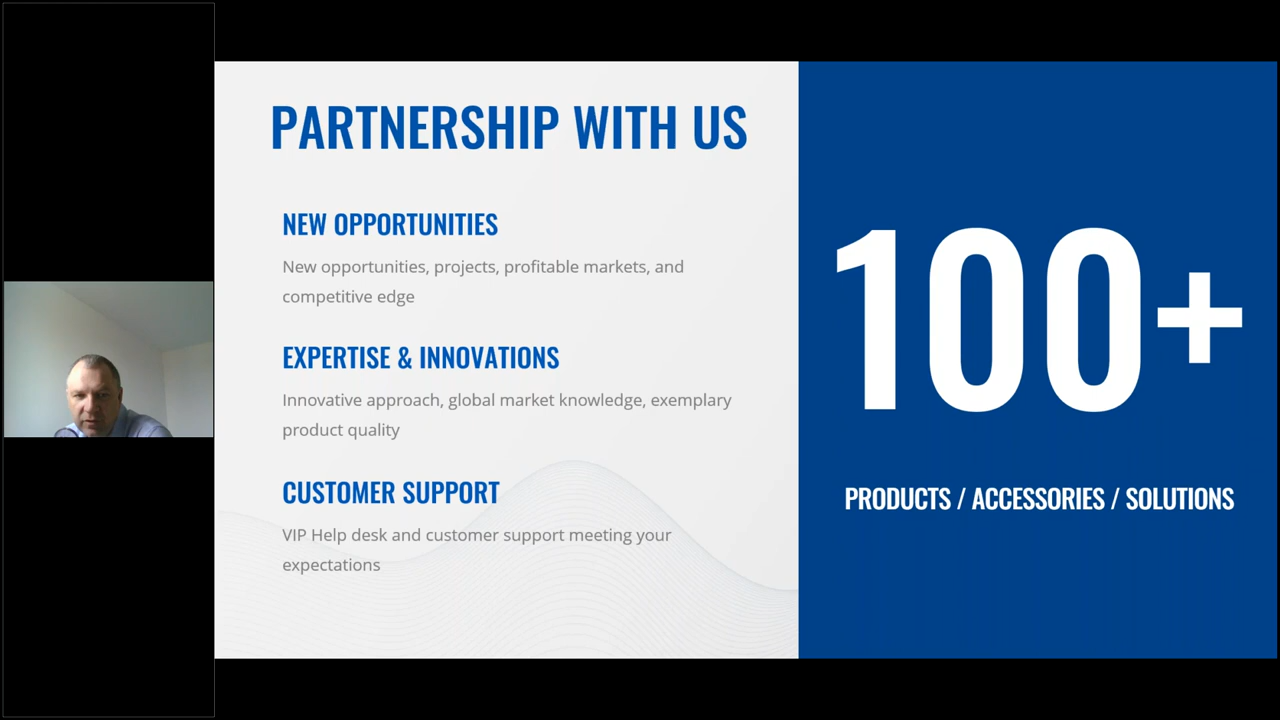 PARTNERSHIP WITH US
NEW OPPORTUNITIES
New opportunities, projects, profitable markets, and
competitive edge
EXPERTISE & INNOVATIONS
Innovative approach, global market knowledge, exemplary
product quality
CUSTOMER SUPPORT
VIP Help desk and customer support meeting your
expectations
100+
PRODUCTS / ACCESSORIES / SOLUTIONS